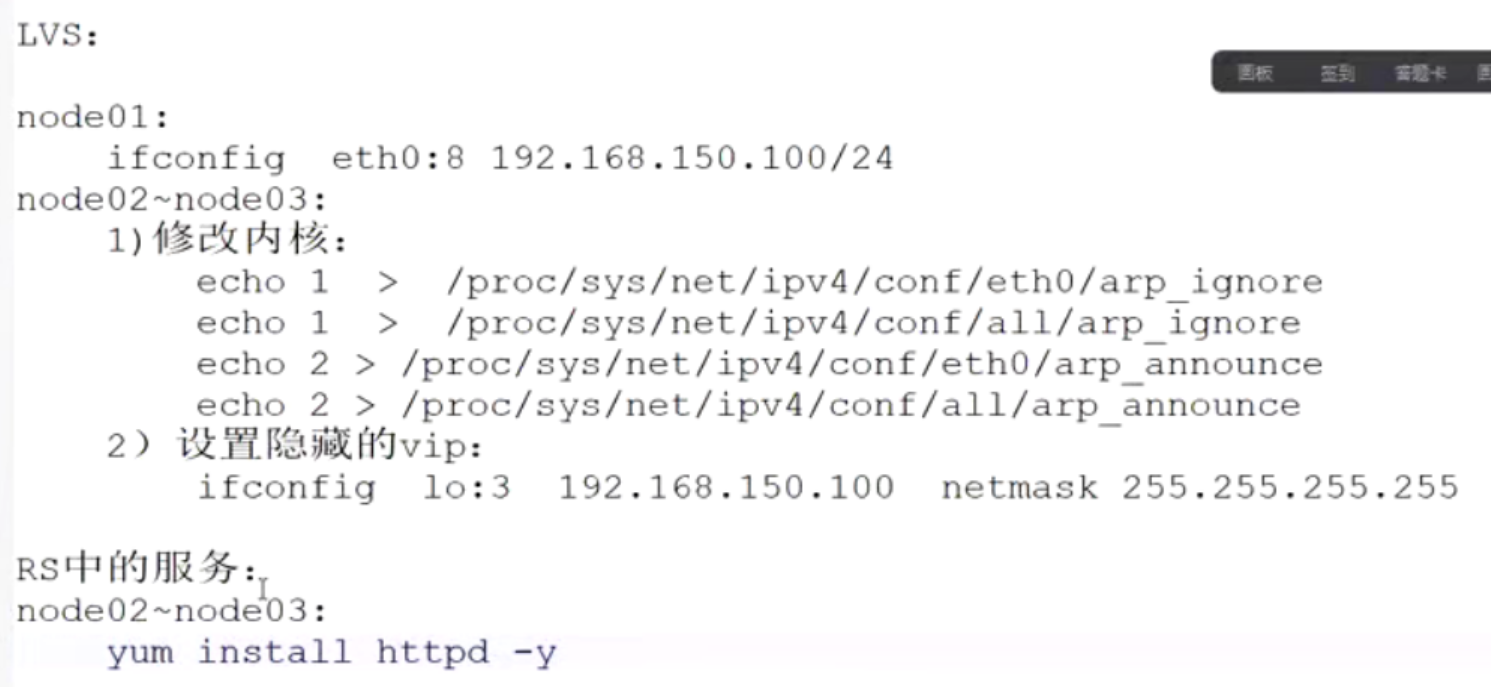 LVS：
画板 签到 答题卡
node01:
ifconfig eth0:8 192.168.150.100/24
node02~node03:
1)修改内核：
echo 1 > /proc/sys/net/ipv4/conf/eth0/arp_ignore
echo 1 > /proc/sys/net/ipv4/conf/all/arp_ignore
echo 2 > /proc/sys/net/ipv4/conf/eth0/arp_announce
echo 2 > /proc/sys/net/ipv4/conf/all/arp_announce
2）设置隐藏的vip：
ifconfig lo:3 192.168.150.100 netmask 255.255.255.255
RS中的服务：
node02~node03:
yum install httpd -y